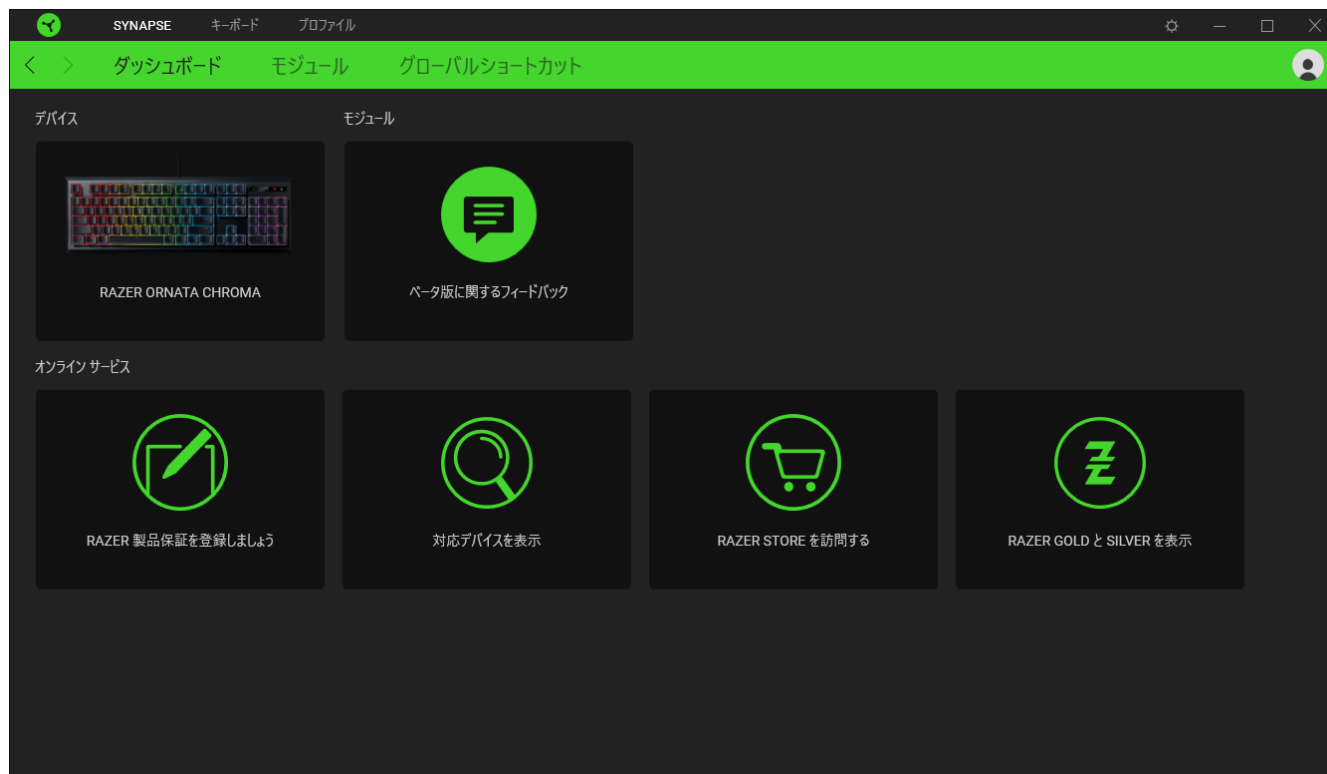 SYNAPSE キーボード プロファイル
ダッシュボード モジュール グローバルショートカット
デバイス モジュール
RAZER ORNATA CHROMA
ベータ版に関するフィードバック
オンライン サービス
RAZER 製品保証を登録しましょう
対応デバイスを表示
RAZER STORE を訪問する
RAZER GOLD と SILVER を表示